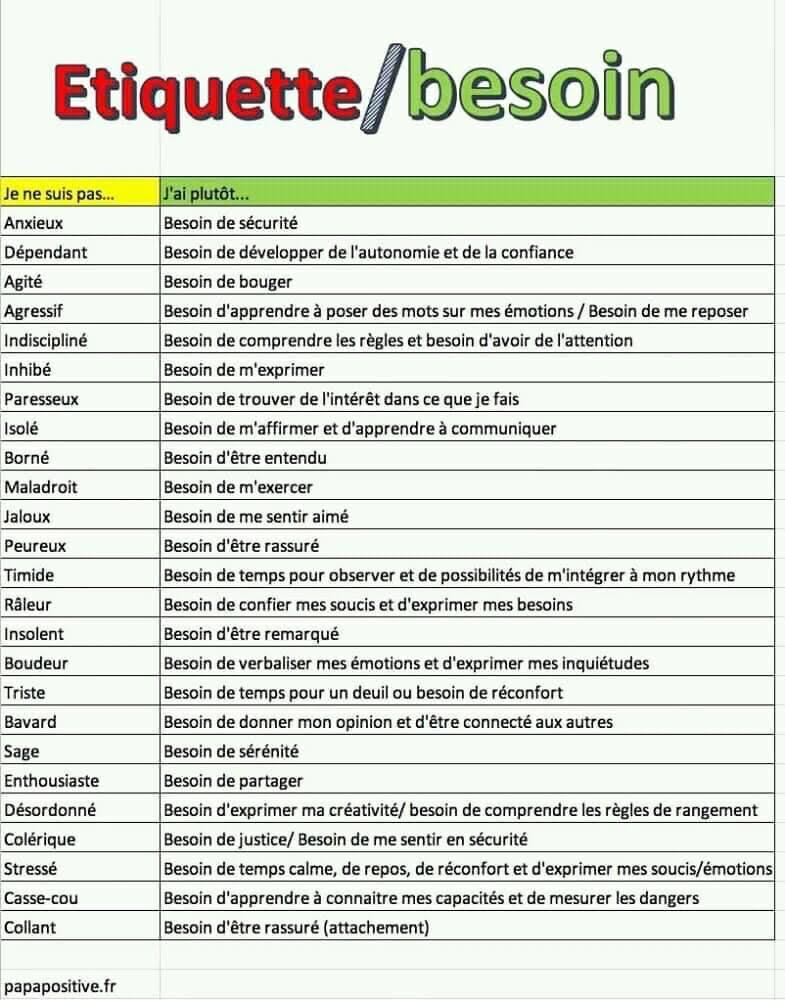 Etiquette/besoin
Je ne suis pas... J'ai plutôt...
Anxieux Besoin de sécurité
Dépendant Besoin de développer de l'autonomie et de la confiance
Agité Besoin de bouger
Agressif Besoin d'apprendre à poser des mots sur mes émotions / Besoin de me reposer
Indiscipliné Besoin de comprendre les règles et besoin d'avoir de l'attention
Inhibé Besoin de m'exprimer
Paresseux Besoin de trouver de l'intérêt dans ce que je fais
Isolé Besoin de m'affirmer et d'apprendre à communiquer
Borné Besoin d'être entendu
Maladroit Besoin de m'exercer
Jaloux Besoin de me sentir aimé
Peureux Besoin d'être rassuré
Timide Besoin de temps pour observer et de possibilités de m'intégrer à mon rythme
Râleur Besoin de confier mes soucis et d'exprimer mes besoins
Insolent Besoin d'être remarqué
Boudeur Besoin de verbaliser mes émotions et d'exprimer mes inquiétudes
Triste Besoin de temps pour un deuil ou besoin de réconfort
Bavard Besoin de donner mon opinion et d'être connecté aux autres
Sage Besoin de sérénité
Enthousiaste Besoin de partager
Désordonné Besoin d'exprimer ma créativité/ besoin de comprendre les règles de rangement
Colérique Besoin de justice/ Besoin de me sentir en sécurité
Stressé Besoin de temps calme, de repos, de réconfort et d'exprimer mes soucis/émotions
Casse-cou Besoin d'apprendre à connaitre mes capacités et de mesurer les dangers
Collant Besoin d'être rassuré (attachement)
papapositive.fr